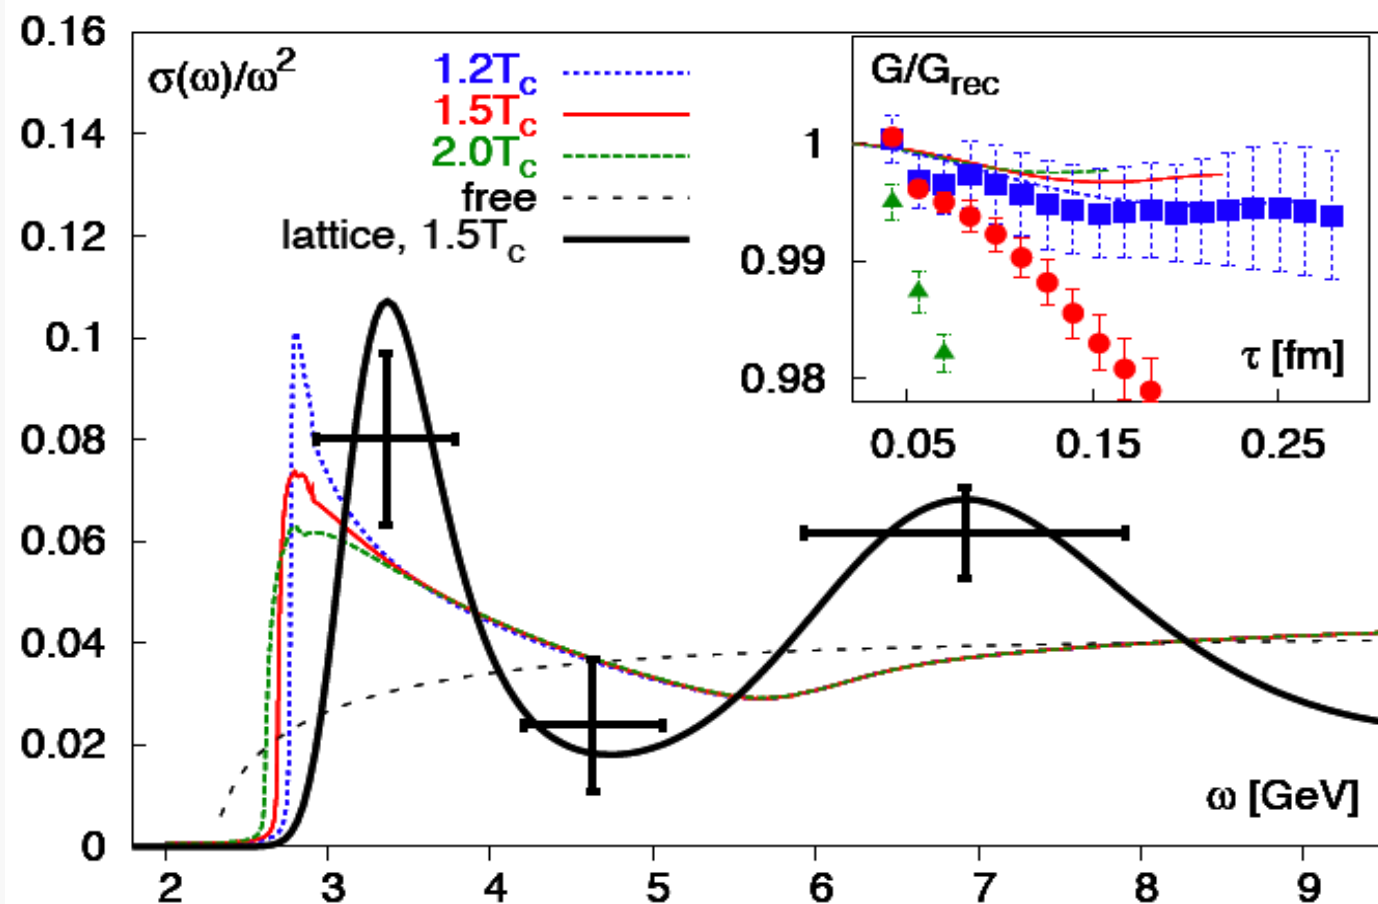 0.16
σ(ω)/ω²
1.2Tc
1.5Tc
2.0Tc
free
lattice, 1.5Tc
0.14
0.12
0.1
0.08
0.06
0.04
0.02
0
2 3 4 5 6 7 8 9
ω [GeV]
G/Grec
1
0.99
0.98
τ [fm]
0.05 0.15 0.25